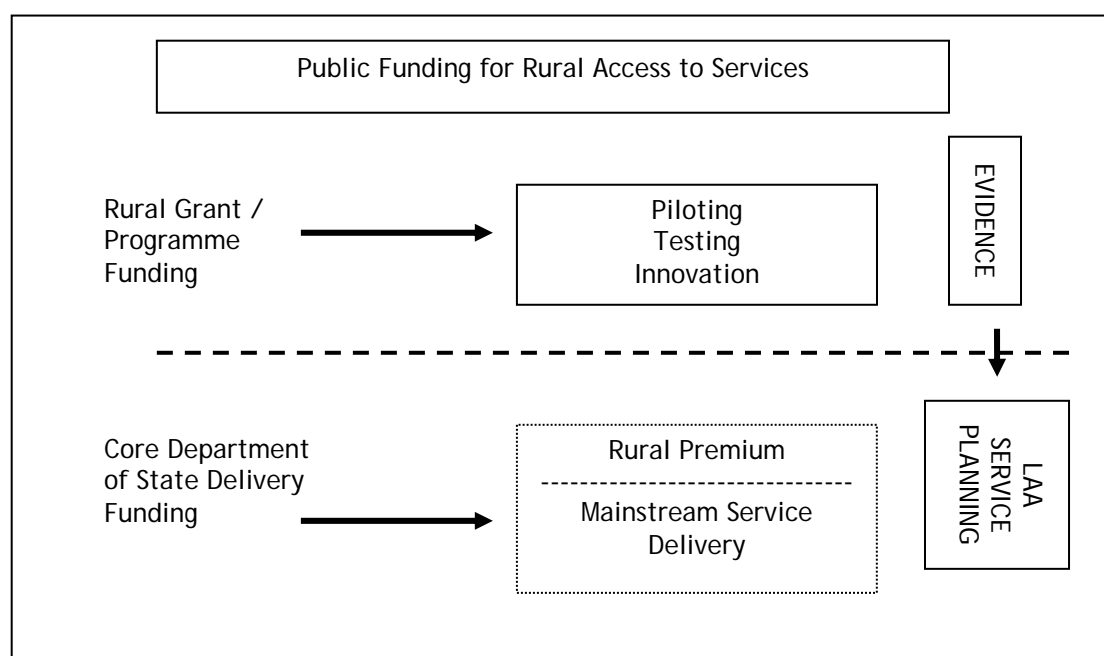 Public Funding for Rural Access to Services
Rural Grant /
Programme
Funding
Piloting
Testing
Innovation
EVIDENCE
Core Department
of State Delivery
Funding
Rural Premium
Mainstream Service
Delivery
LAA
SERVICE
PLANNING